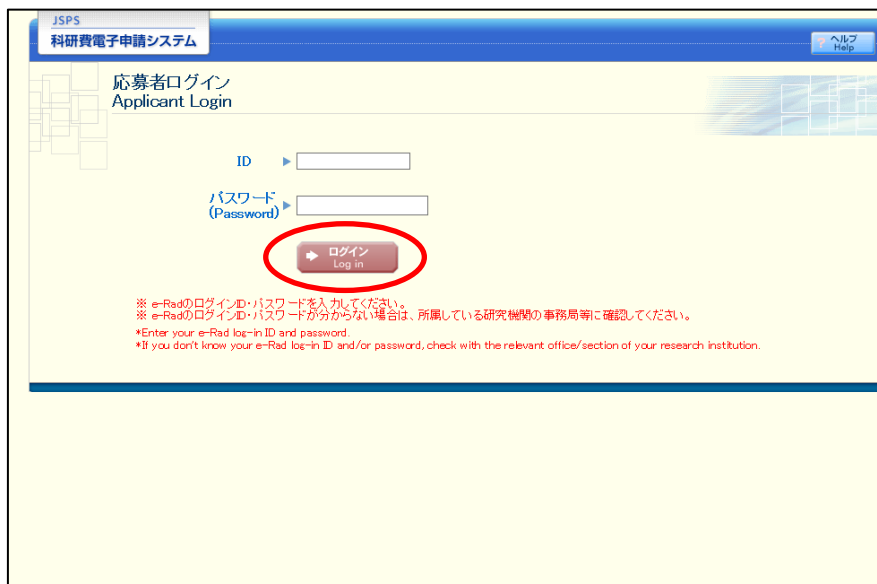 JSPS
科研費電子申請システム
ヘルプ
Help
応募者ログイン
Applicant Login
ID
パスワード
(Password)
ログイン
Log in
※ e-RadのログインID・パスワードを入力してください。
※ e-RadのログインID・パスワードが分からない場合は、所属している研究機関の事務局等に確認してください。
*Enter your e-Rad log-in ID and password.
*If you don't know your e-Rad log-in ID and/or password, check with the relevant office/section of your research institution.